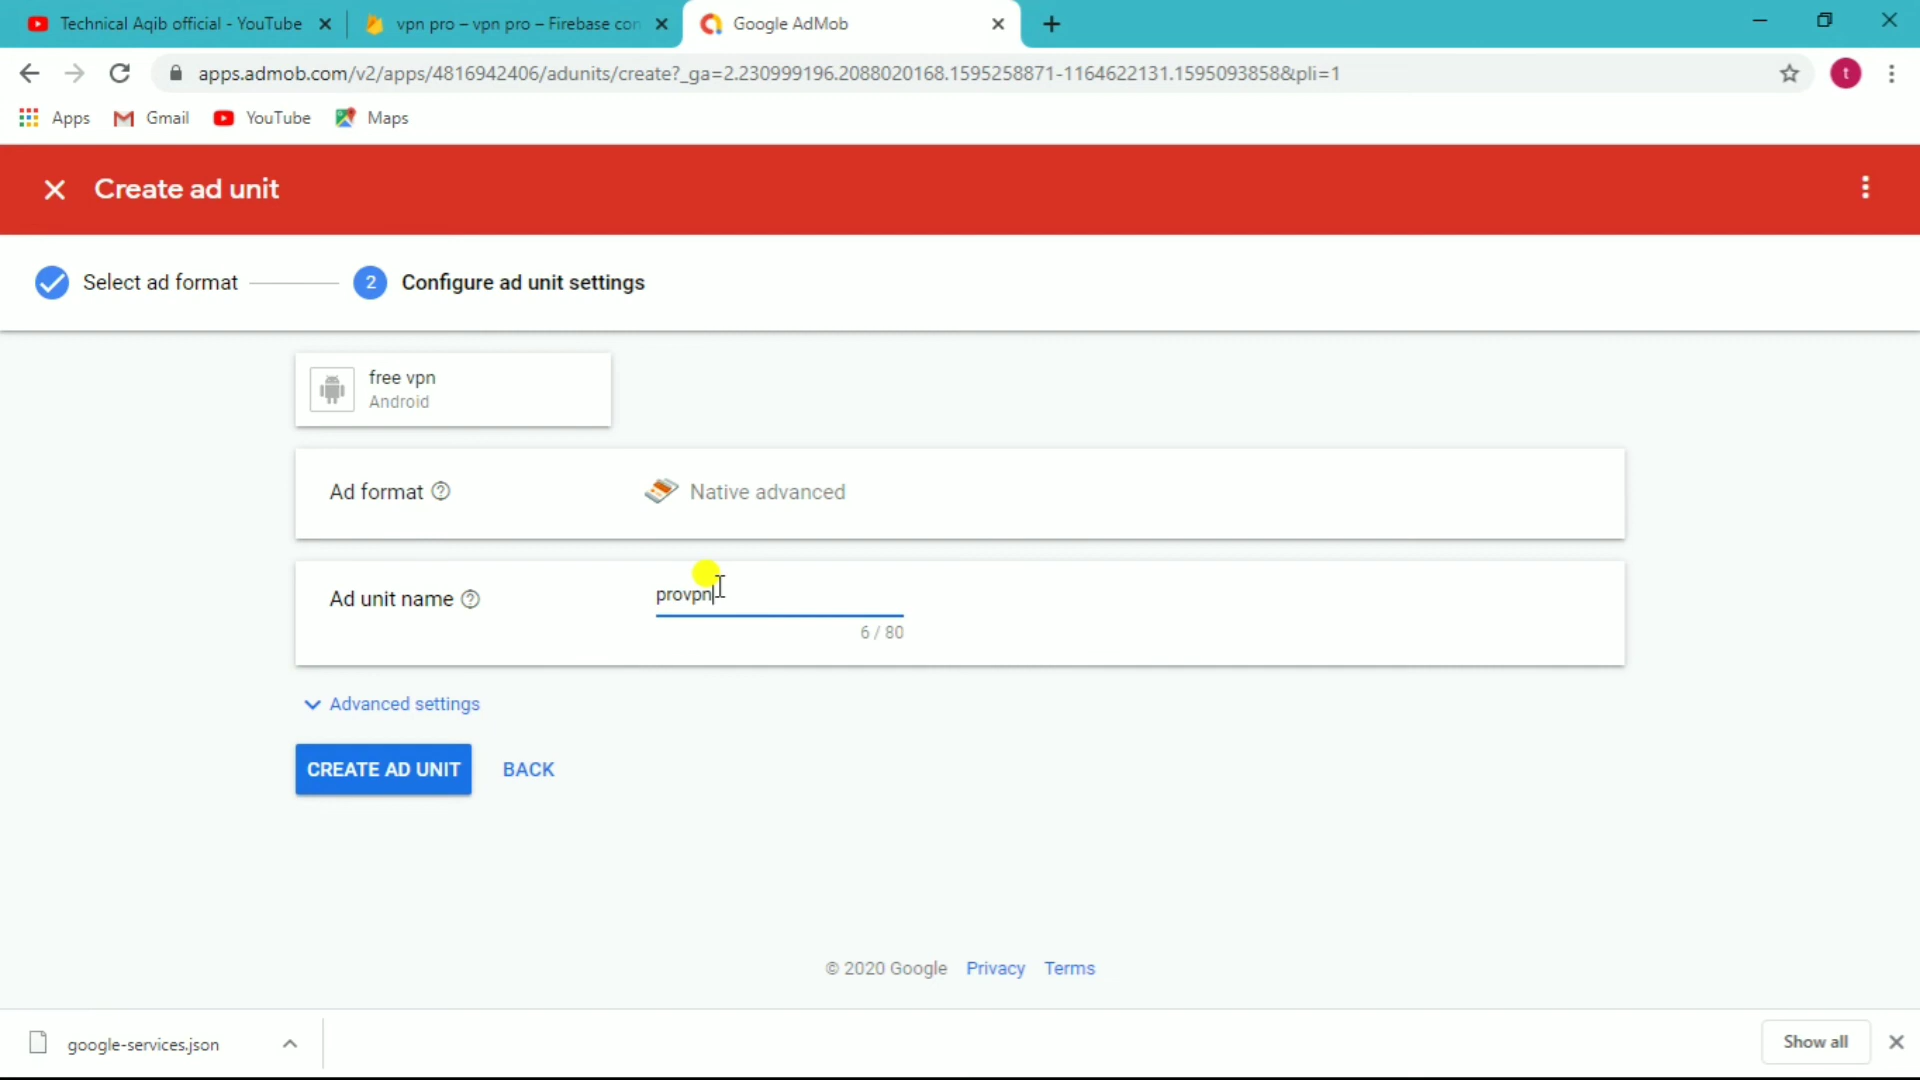 Technical Aqib official - YouTube
vpn pro – vpn pro – Firebase con
Google AdMob
apps.admob.com/v2/apps/4816942406/adunits/create?_ga=2.230999196.2088020168.1595258871-1164622131.1595093858&pli=1
t
Apps
Gmail
YouTube
Maps
Create ad unit
Select ad format
2
Configure ad unit settings
free vpn
Android
Ad format
Native advanced
Ad unit name
provpn
6 / 80
Advanced settings
CREATE AD UNIT
BACK
© 2020 Google Privacy Terms
google-services.json
Show all